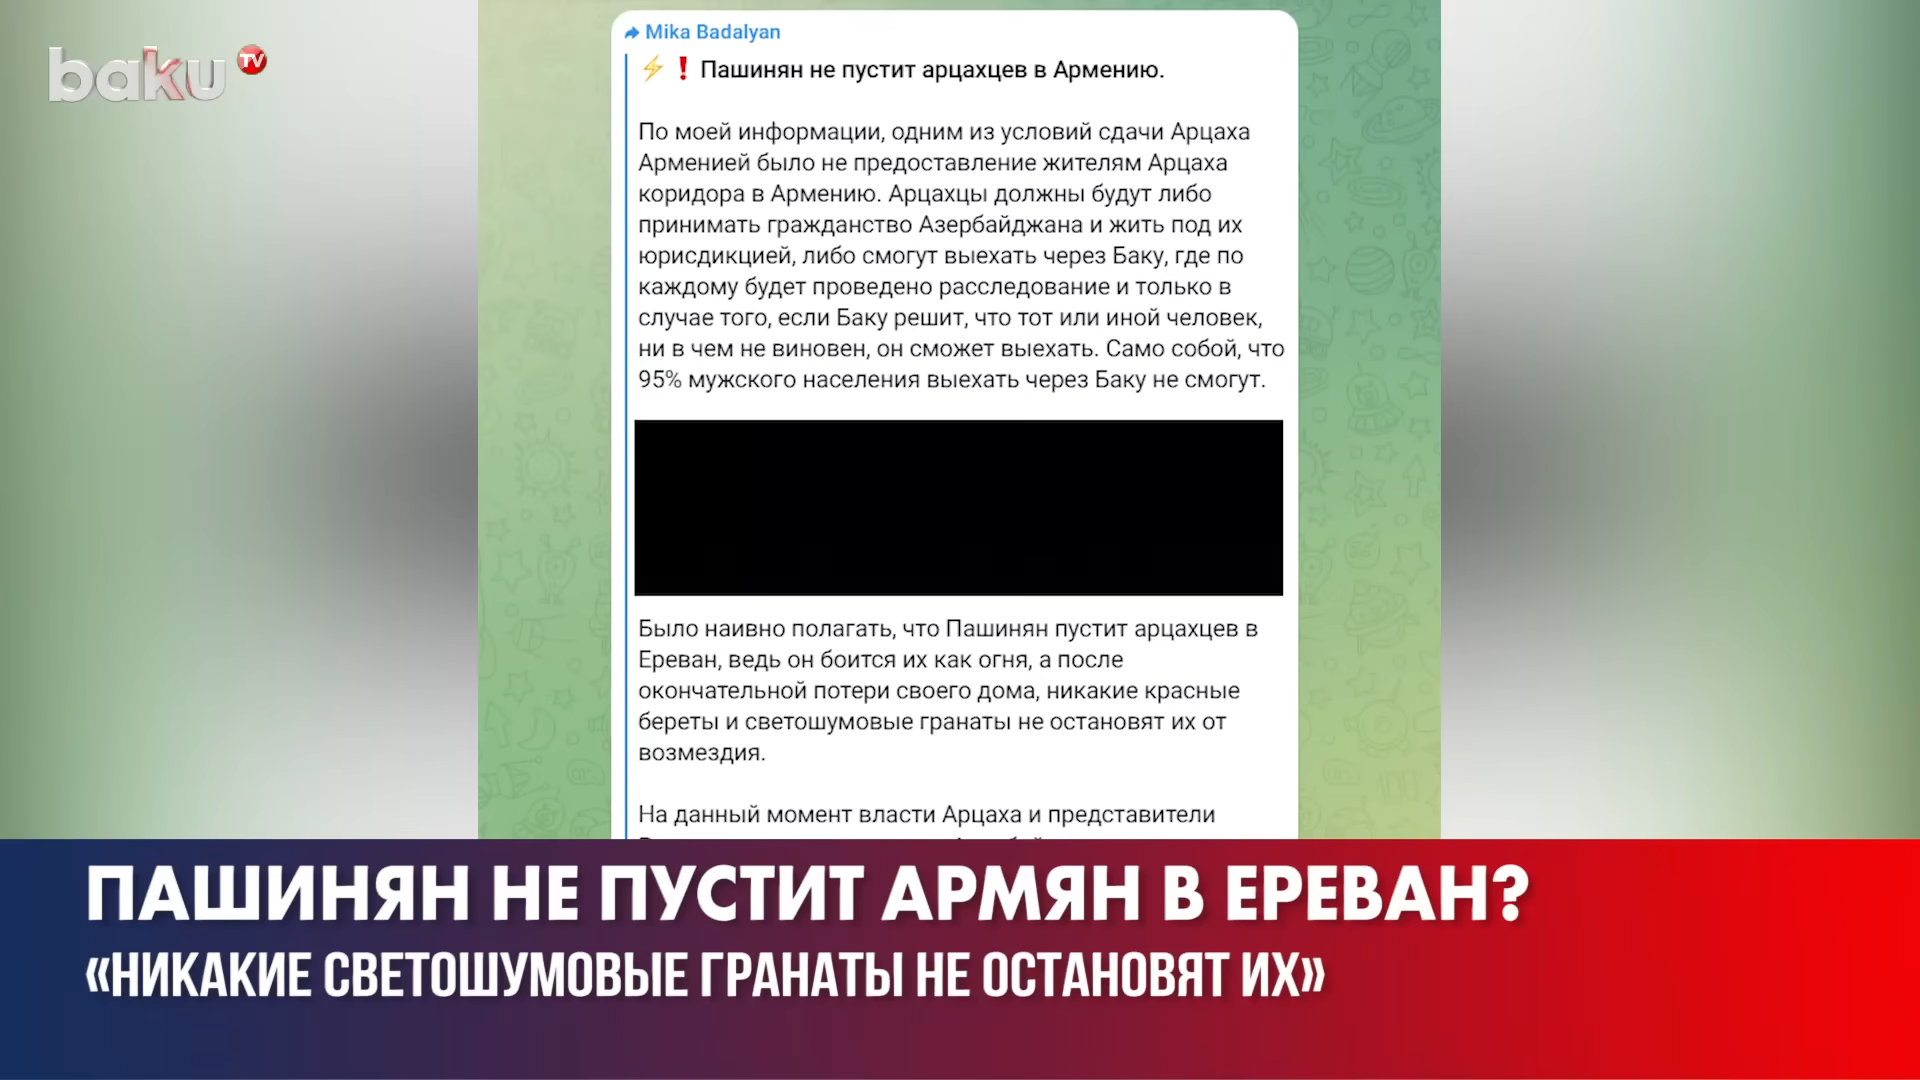 baku TV
Mika Badalyan
⚡❗ Пашинян не пустит арцахцев в Армению.
По моей информации, одним из условий сдачи Арцаха
Арменией было не предоставление жителям Арцаха
коридора в Армению. Арцахцы должны будут либо
принимать гражданство Азербайджана и жить под их
юрисдикцией, либо смогут выехать через Баку, где по
каждому будет проведено расследование и только в
случае того, если Баку решит, что тот или иной человек,
ни в чем не виновен, он сможет выехать. Само собой, что
95% мужского населения выехать через Баку не смогут.
Было наивно полагать, что Пашинян пустит арцахцев в
Ереван, ведь он боится их как огня, а после
окончательной потери своего дома, никакие красные
береты и светошумовые гранаты не остановят их от
возмездия.
На данный момент власти Арцаха и представители
ПАШИНЯН НЕ ПУСТИТ АРМЯН В ЕРЕВАН?
«НИКАКИЕ СВЕТОШУМОВЫЕ ГРАНАТЫ НЕ ОСТАНОВЯТ ИХ»